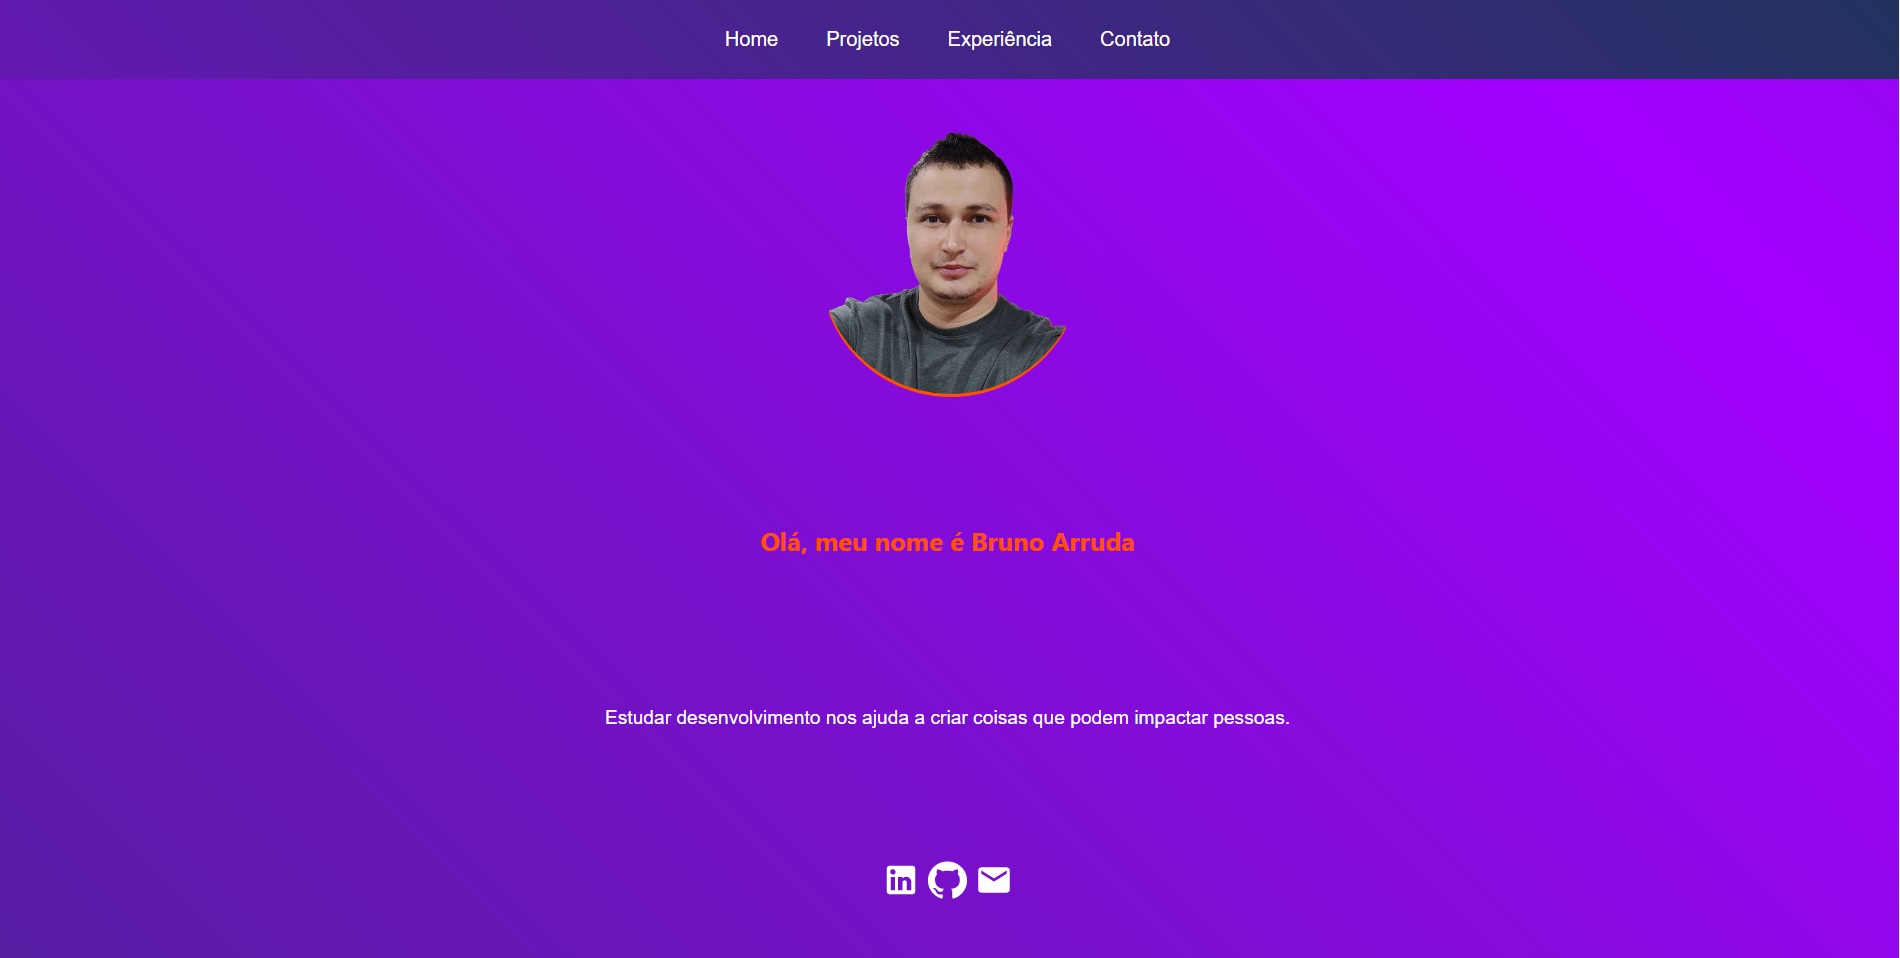 Home Projetos Experiência Contato
Olá, meu nome é Bruno Arruda
Estudar desenvolvimento nos ajuda a criar coisas que podem impactar pessoas.
in